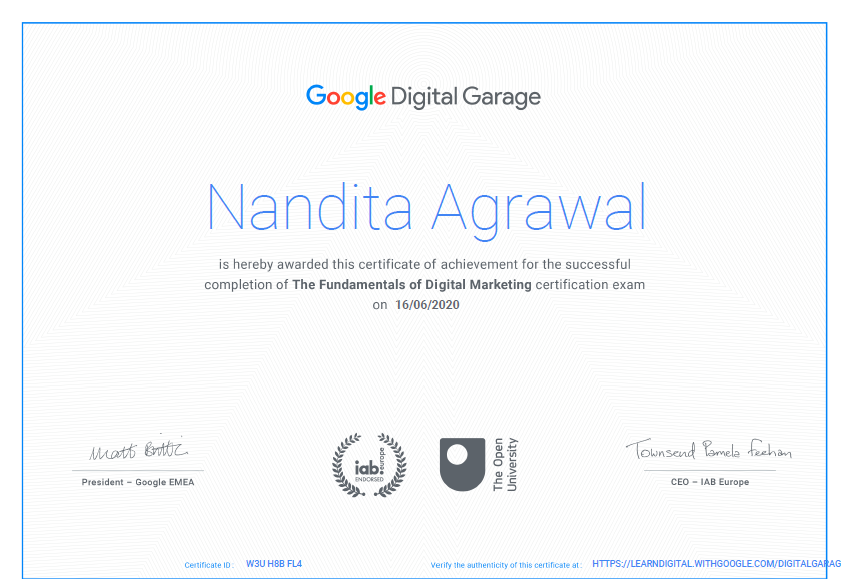 Google Digital Garage
Nandita Agrawal
is hereby awarded this certificate of achievement for the successful
completion of The Fundamentals of Digital Marketing certification exam
on 16/06/2020
Matt Brittin
President – Google EMEA
iab.europe
ENDORSED
The Open
University
Townsend Pamela Feehan
CEO – IAB Europe
Certificate ID : W3U H8B FL4
Verify the authenticity of this certificate at : HTTPS://LEARNDIGITAL.WITHGOOGLE.COM/DIGITALGARAG